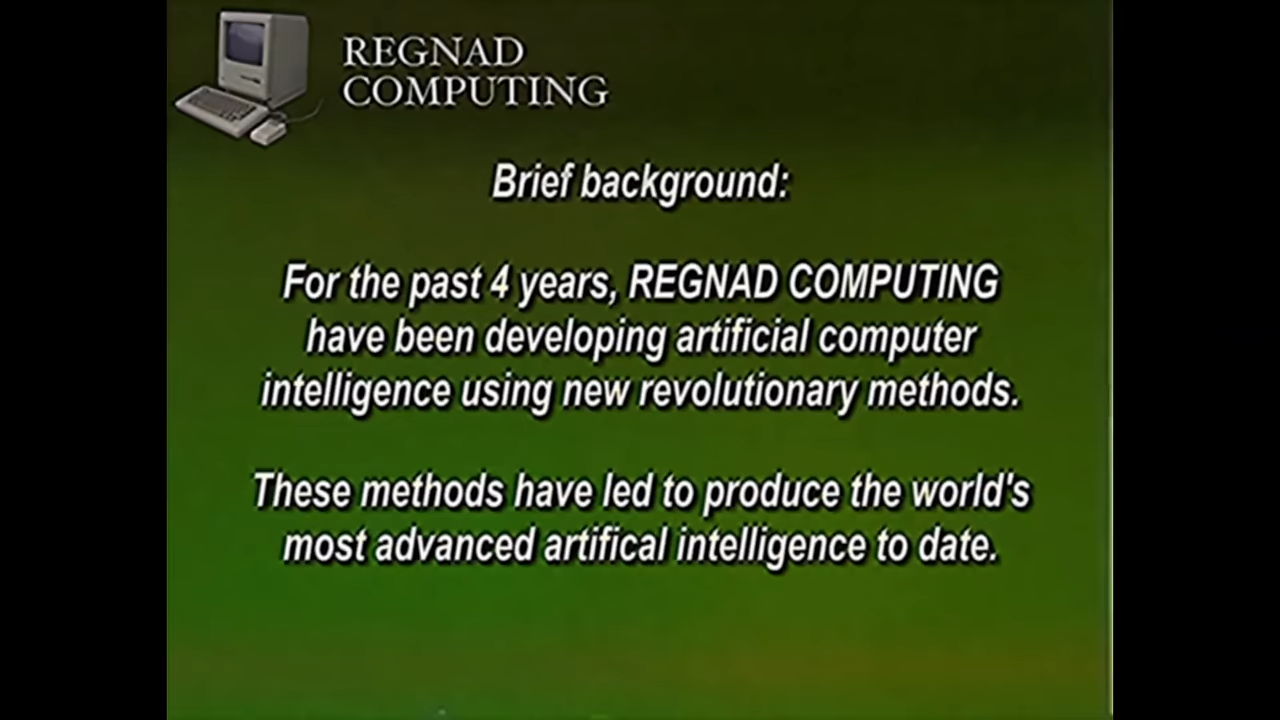 REGNAD
COMPUTING
Brief background:
For the past 4 years, REGNAD COMPUTING
have been developing artificial computer
intelligence using new revolutionary methods.
These methods have led to produce the world's
most advanced artifical intelligence to date.